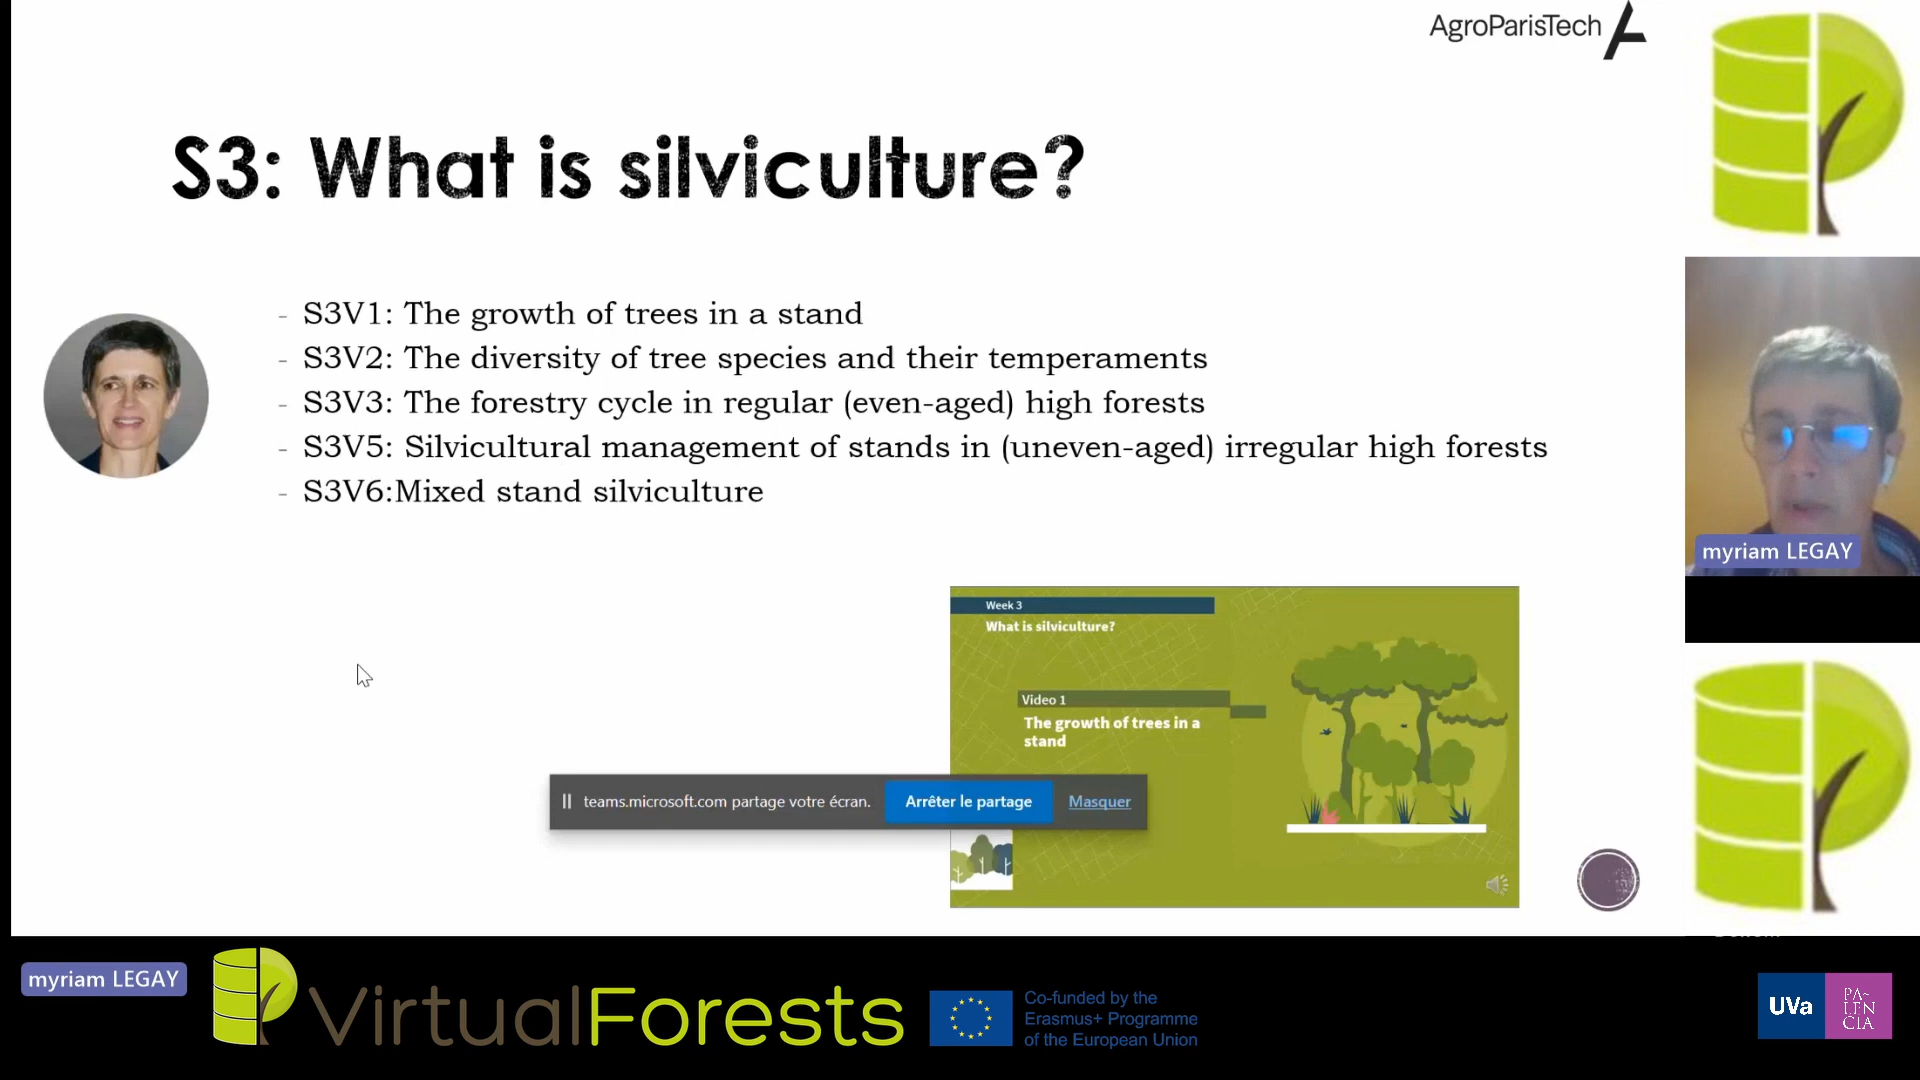 AgroParisTech
S3: What is silviculture?
- S3V1: The growth of trees in a stand
- S3V2: The diversity of tree species and their temperaments
- S3V3: The forestry cycle in regular (even-aged) high forests
- S3V5: Silvicultural management of stands in (uneven-aged) irregular high forests
- S3V6:Mixed stand silviculture
myriam LEGAY
Week 3
What is silviculture?
Video 1
The growth of trees in a
stand
teams.microsoft.com partage votre écran.
Arrêter le partage
Masquer
myriam LEGAY
VirtualForests
Co-funded by the
Erasmus+ Programme
of the European Union
UVa
PA-
LEN
CIA